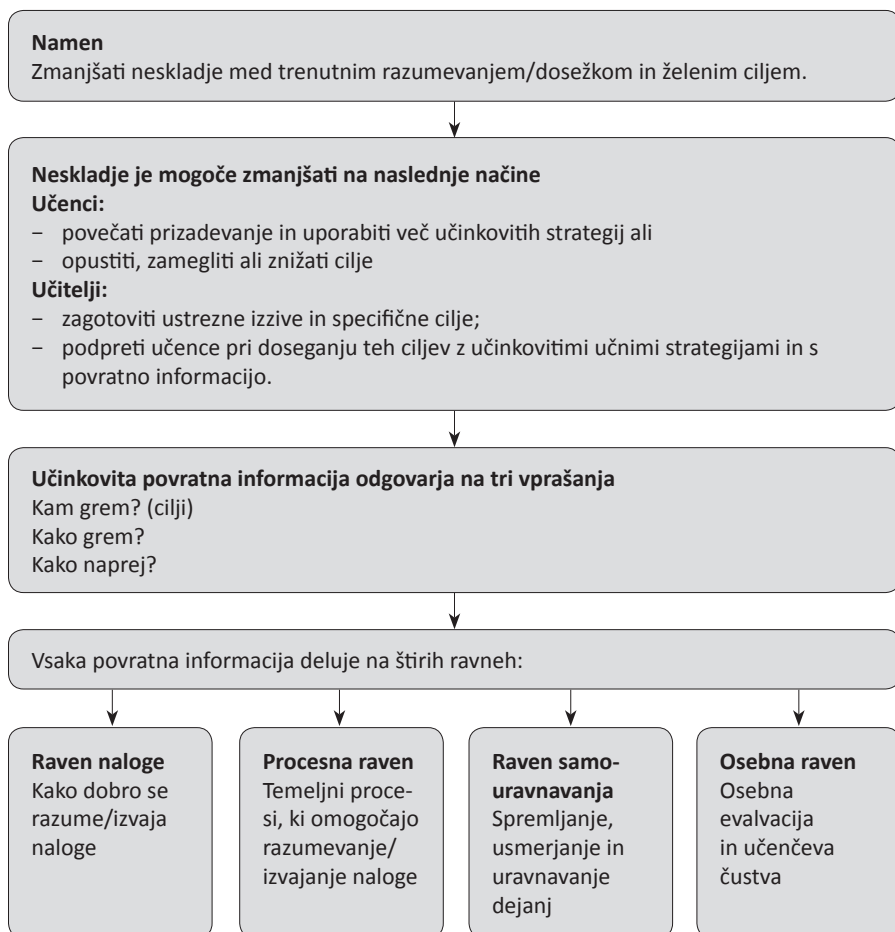 Namen
Zmanjšati neskladje med trenutnim razumevanjem/dosežkom in želenim ciljem.
Neskladje je mogoče zmanjšati na naslednje načine
Učenci:
− povečati prizadevanje in uporabiti več učinkovitih strategij ali
− opustiti, zamegliti ali znižati cilje
Učitelji:
− zagotoviti ustrezne izzive in specifične cilje;
− podpreti učence pri doseganju teh ciljev z učinkovitimi učnimi strategijami in s
povratno informacijo.
Učinkovita povratna informacija odgovarja na tri vprašanja
Kam grem? (cilji)
Kako grem?
Kako naprej?
Vsaka povratna informacija deluje na štirih ravneh:
Raven naloge
Kako dobro se
razume/izvaja
naloge
Procesna raven
Temeljni proce-
si, ki omogočajo
razumevanje/
izvajanje naloge
Raven samo-
uravnavanja
Spremljanje,
usmerjanje in
uravnavanje
dejanj
Osebna raven
Osebna
evalvacija
in učenčeva
čustva